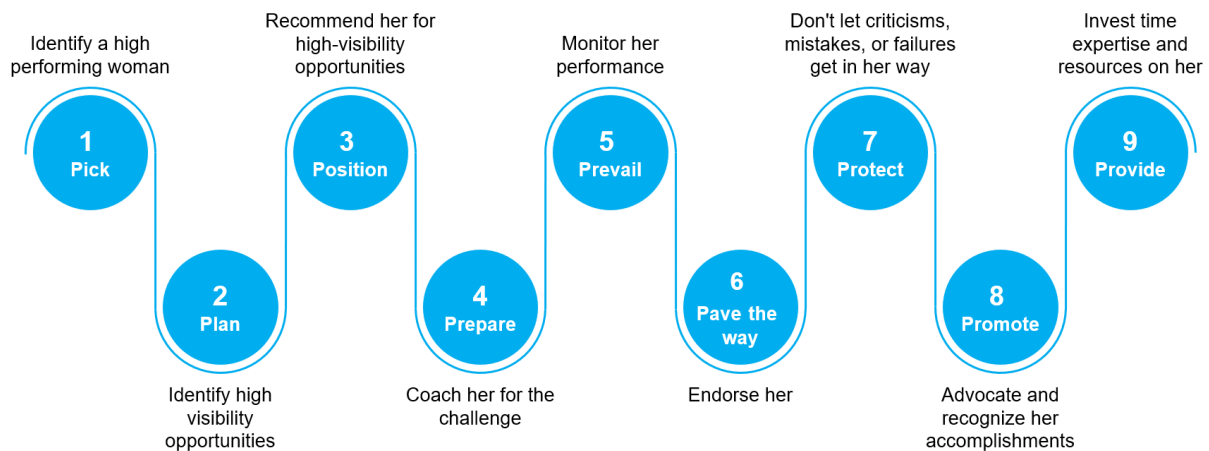 Identify a high
performing woman
1
Pick
2
Plan
Identify high
visibility
opportunities
Recommend her for
high-visibility
opportunities
3
Position
4
Prepare
Coach her for the
challenge
Monitor her
performance
5
Prevail
6
Pave the
way
Endorse her
Don't let criticisms,
mistakes, or failures
get in her way
7
Protect
8
Promote
Advocate and
recognize her
accomplishments
Invest time
expertise and
resources on her
9
Provide